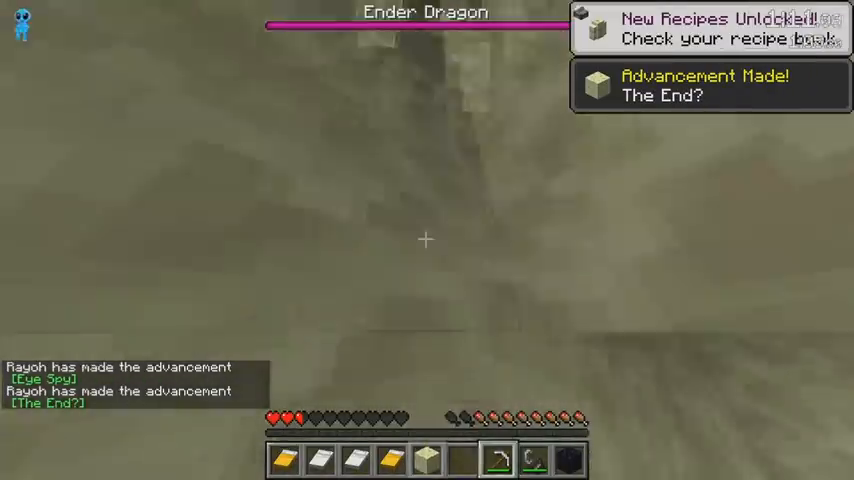 Ender Dragon
New Recipes Unlocked!
Check your recipe book
Advancement Made!
The End?
Rayoh has made the advancement
[Eye Spy]
Rayoh has made the advancement
[The End?]